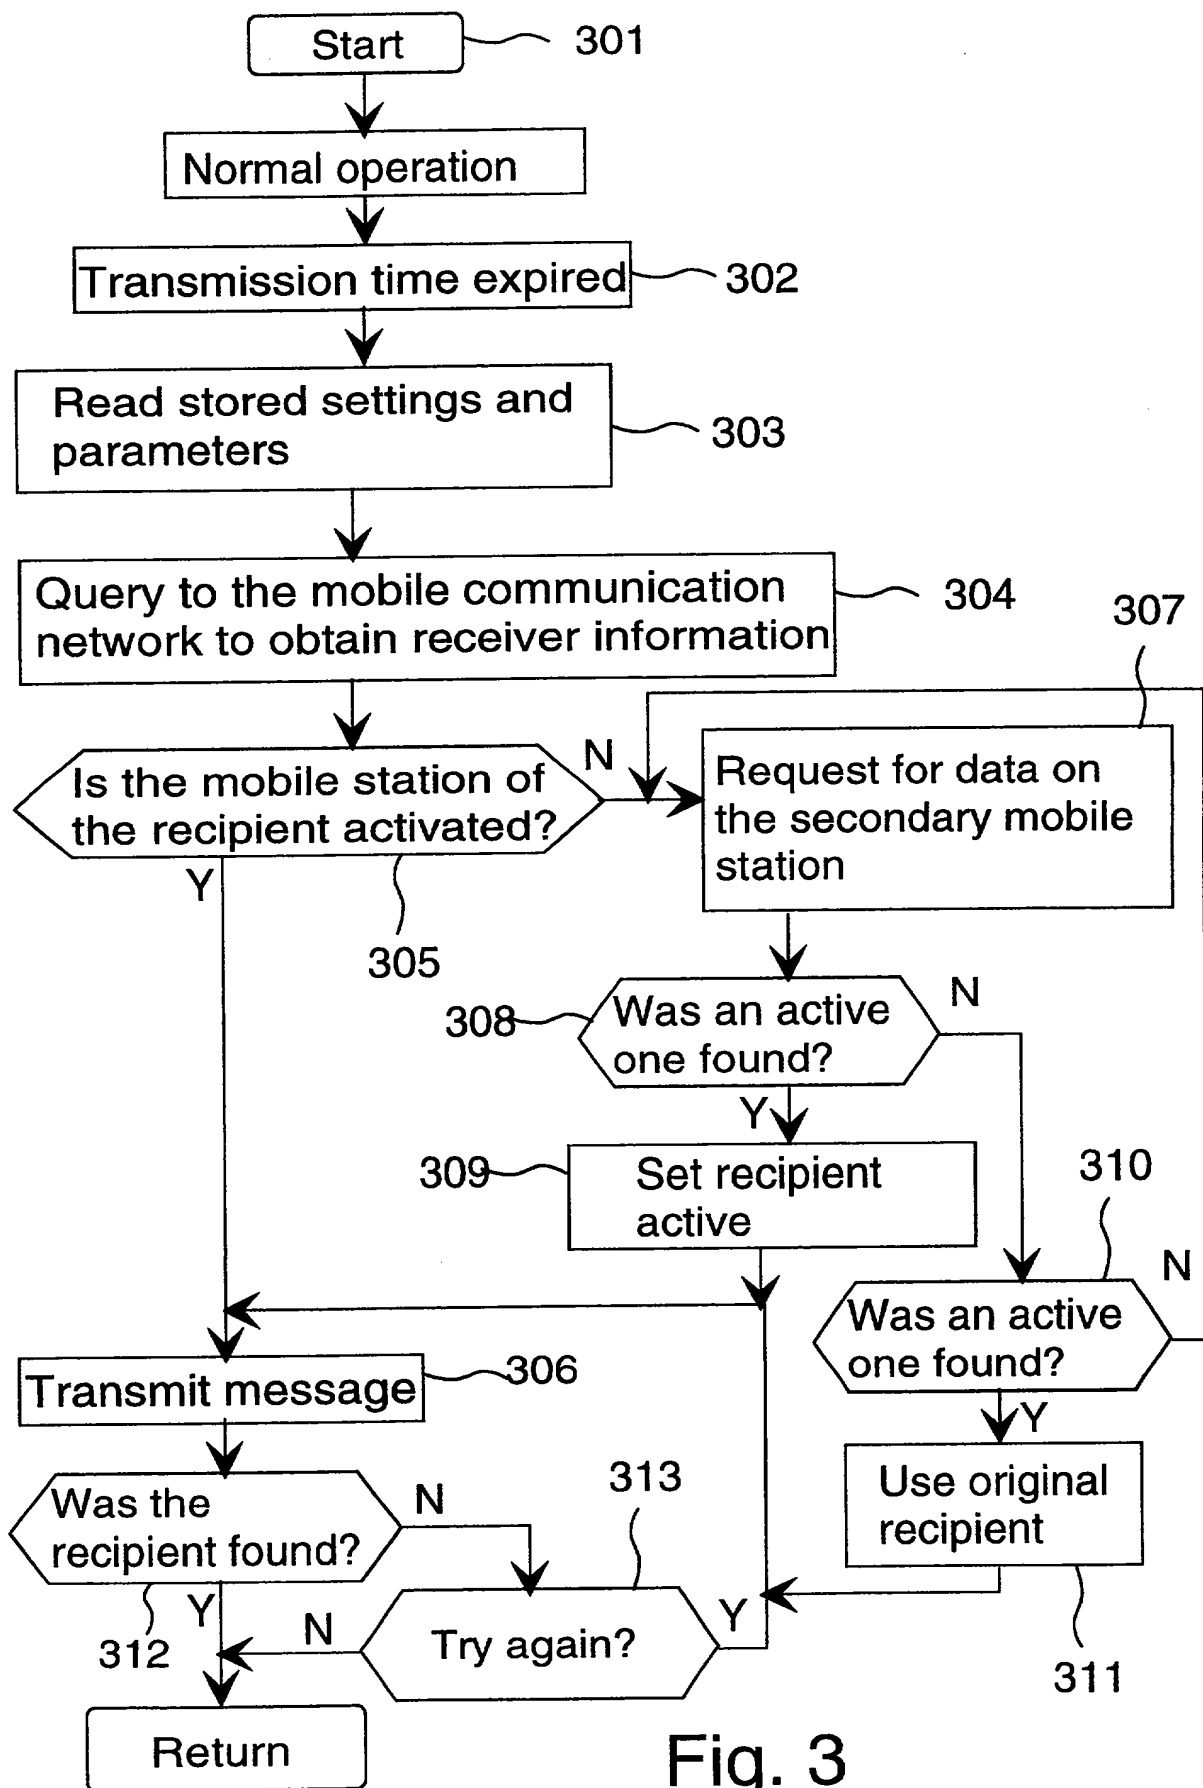 Start
301
Normal operation
Transmission time expired
302
Read stored settings and
parameters
303
Query to the mobile communication
network to obtain receiver information
304
307
Is the mobile station of
the recipient activated?
N
Y
305
Request for data on
the secondary mobile
station
308
Was an active
one found?
N
Y
309
Set recipient
active
310
Was an active
one found?
N
Y
Transmit message
306
Use original
recipient
311
Was the
recipient found?
N
Y
312
313
Try again?
N
Y
Return
Fig. 3